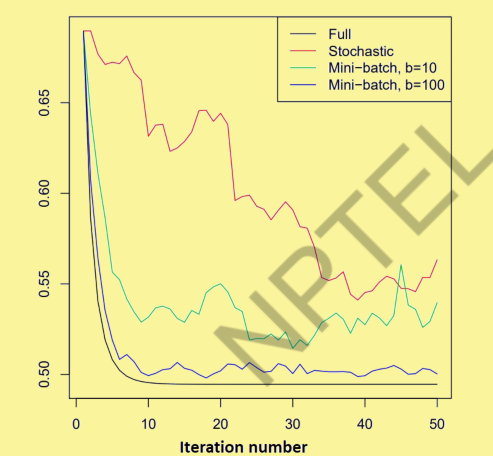 Full
Stochastic
Mini-batch, b=10
Mini-batch, b=100
0.65
0.60
0.55
0.50
0 10 20 30 40 50
Iteration number
NPTEL